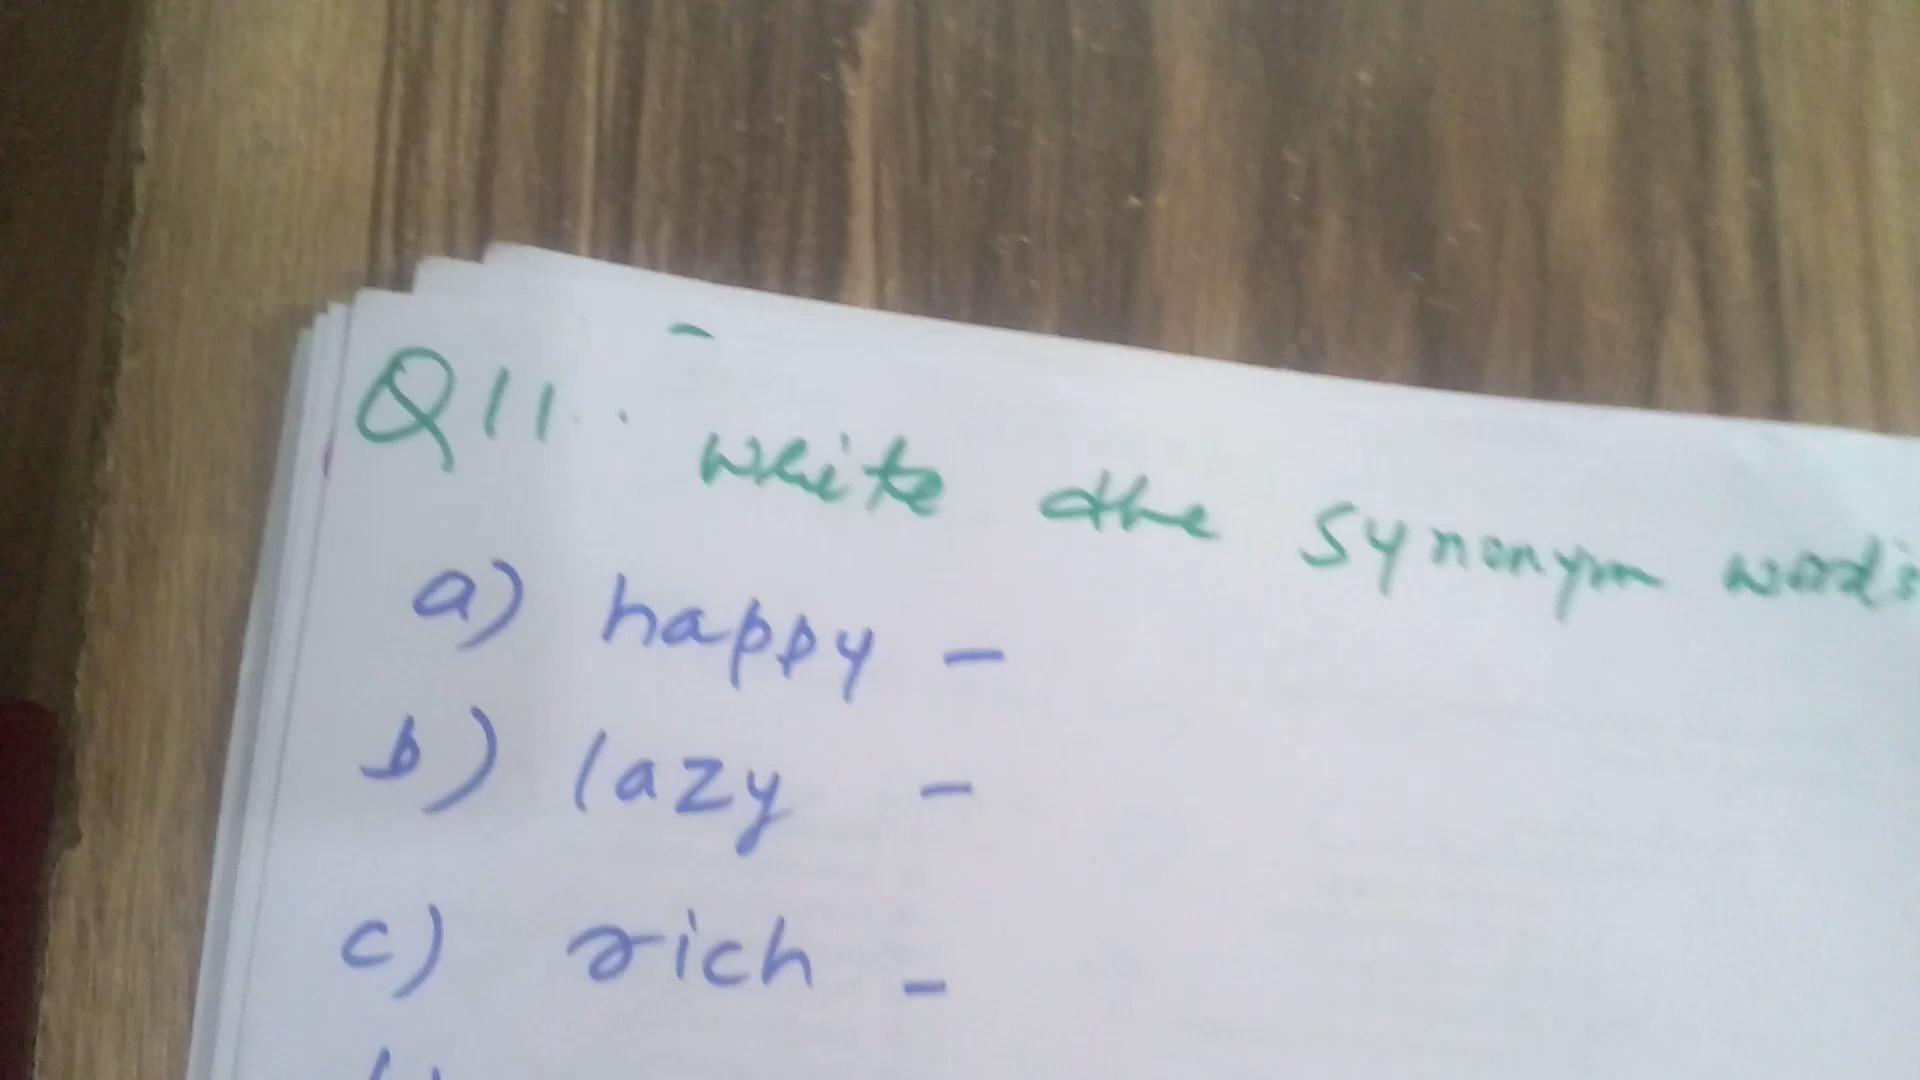 Q11. write the synonym words
a) happy -
b) lazy -
c) rich -